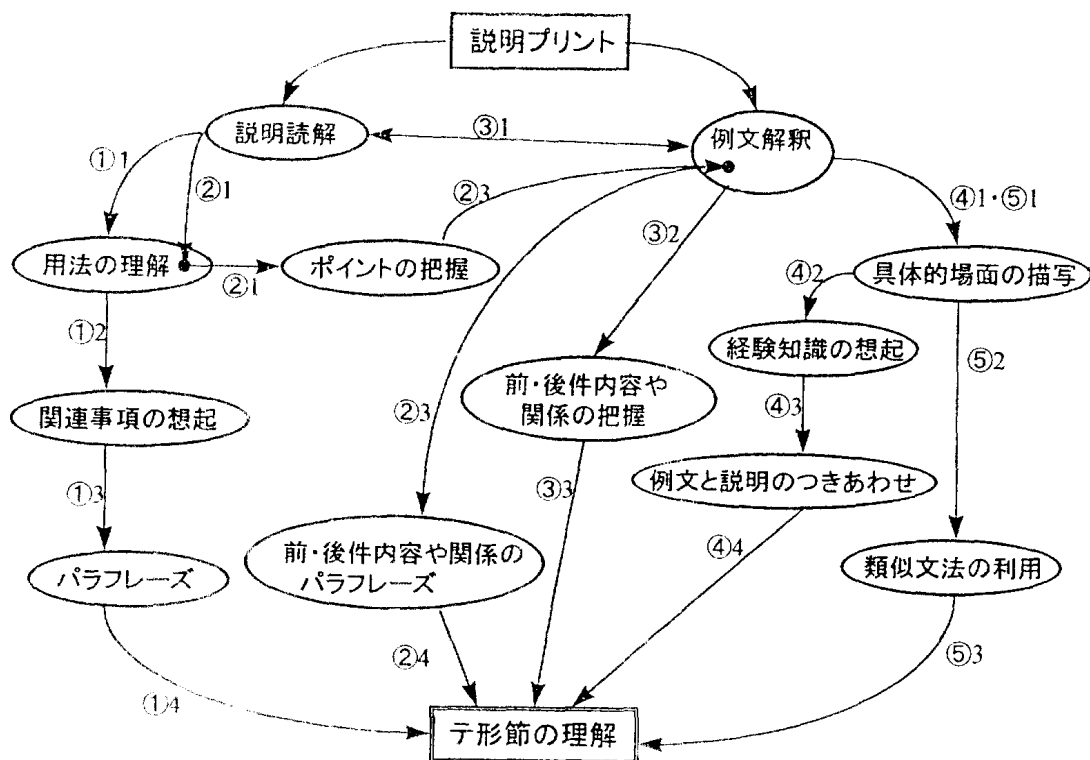 説明プリント
説明読解
③1
例文解釈
①1
②1
②3
④1・⑤1
③2
用法の理解
②1
ポイントの把握
④2
具体的場面の描写
①2
経験知識の想起
⑤2
関連事項の想起
②3
前・後件内容や
関係の把握
④3
①3
③3
例文と説明のつきあわせ
パラフレーズ
前・後件内容や関係の
パラフレーズ
④4
類似文法の利用
②4
⑤3
①4
テ形節の理解